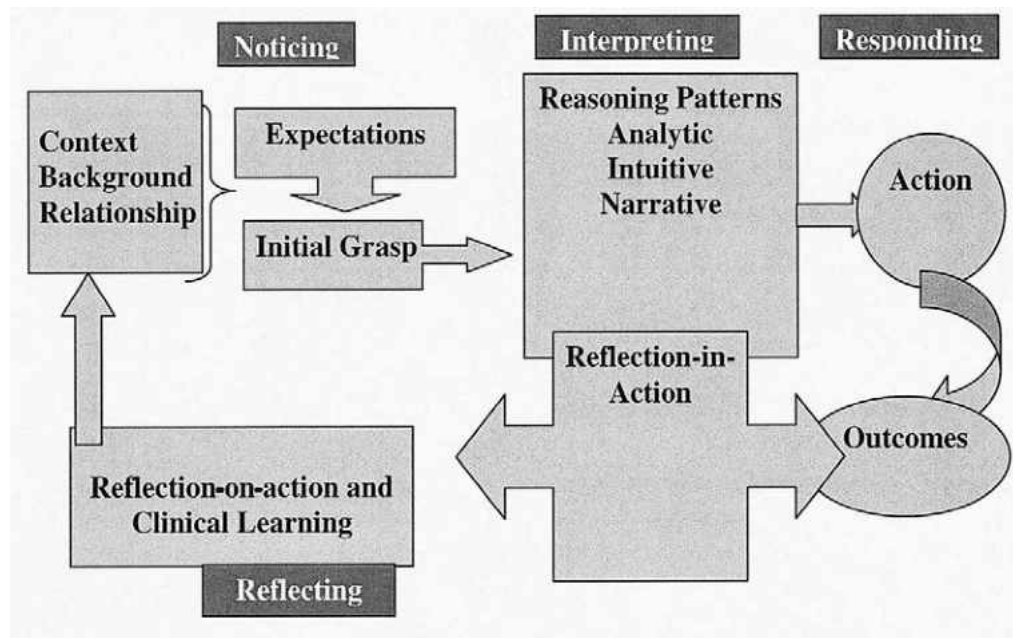 Noticing
Interpreting
Responding
Context
Background
Relationship
Expectations
Initial Grasp
Reasoning Patterns
Analytic
Intuitive
Narrative
Action
Reflection-in-
Action
Outcomes
Reflection-on-action and
Clinical Learning
Reflecting